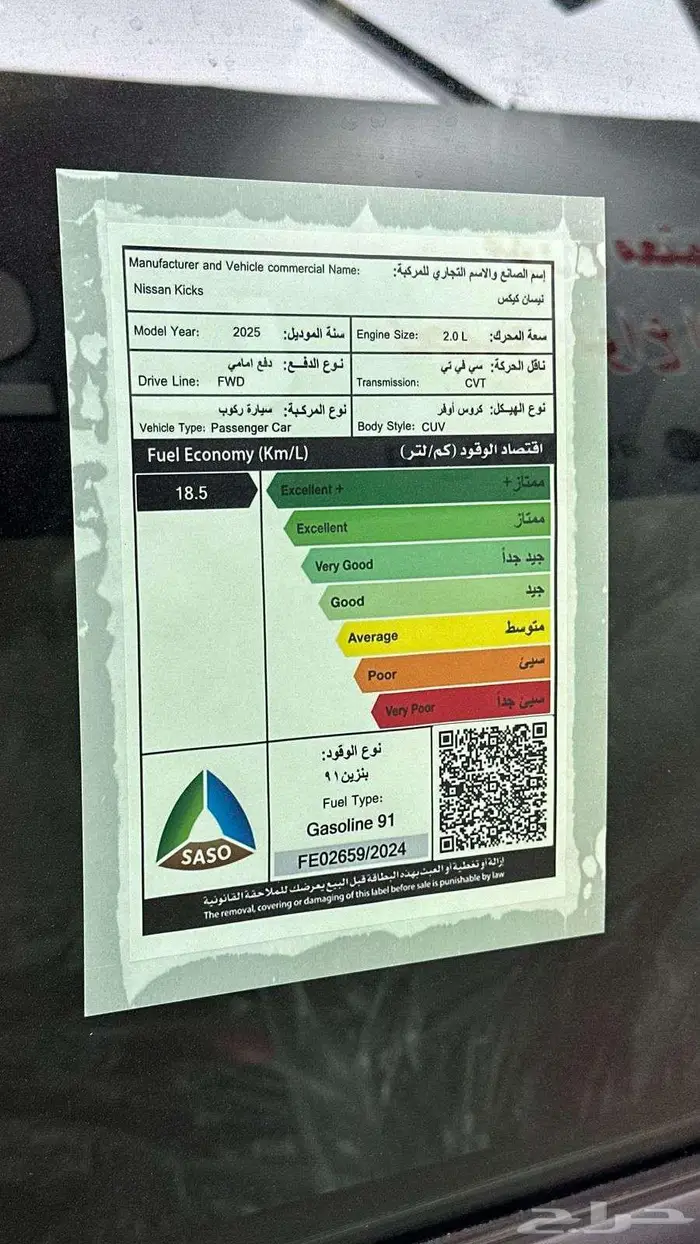 Manufacturer and Vehicle commercial Name: إسم الصانع والاسم التجاري للمركبة:
Nissan Kicks نيسان كيكس
Model Year: 2025 سنة الموديل: Engine Size: 2.0 L سعة المحرك:
نوع الدفـع: دفع امامي ناقل الحركة: سي في تي
Drive Line: FWD Transmission: CVT
نوع المركبة: سيارة ركوب نوع الهيكل: كروس أوفر
Vehicle Type: Passenger Car Body Style: CUV
Fuel Economy (Km/L) اقتصاد الوقود (كم/لتر)
18.5 Excellent + ممتاز +
Excellent ممتاز
Very Good جيد جداً
Good جيد
Average متوسط
Poor سيئ
Very Poor سيئ جداً
نوع الوقود:
بنزين ٩١
Fuel Type:
Gasoline 91
FE02659/2024
SASO
إزالة أو تغطية أو العبث بهذه البطاقة قبل البيع يعرضك للملاحقة القانونية
The removal, covering or damaging of this label before sale is punishable by law
حراج